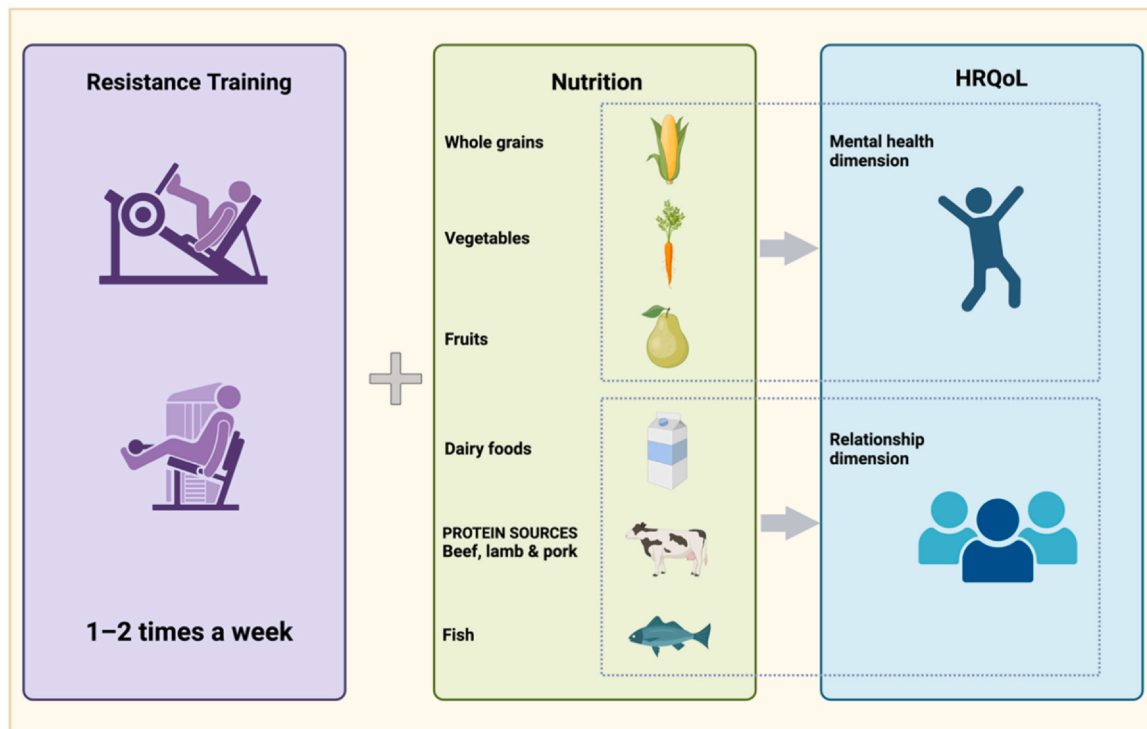 Resistance Training
1–2 times a week
Nutrition
Whole grains
Vegetables
Fruits
Dairy foods
PROTEIN SOURCES
Beef, lamb & pork
Fish
HRQoL
Mental health
dimension
Relationship
dimension